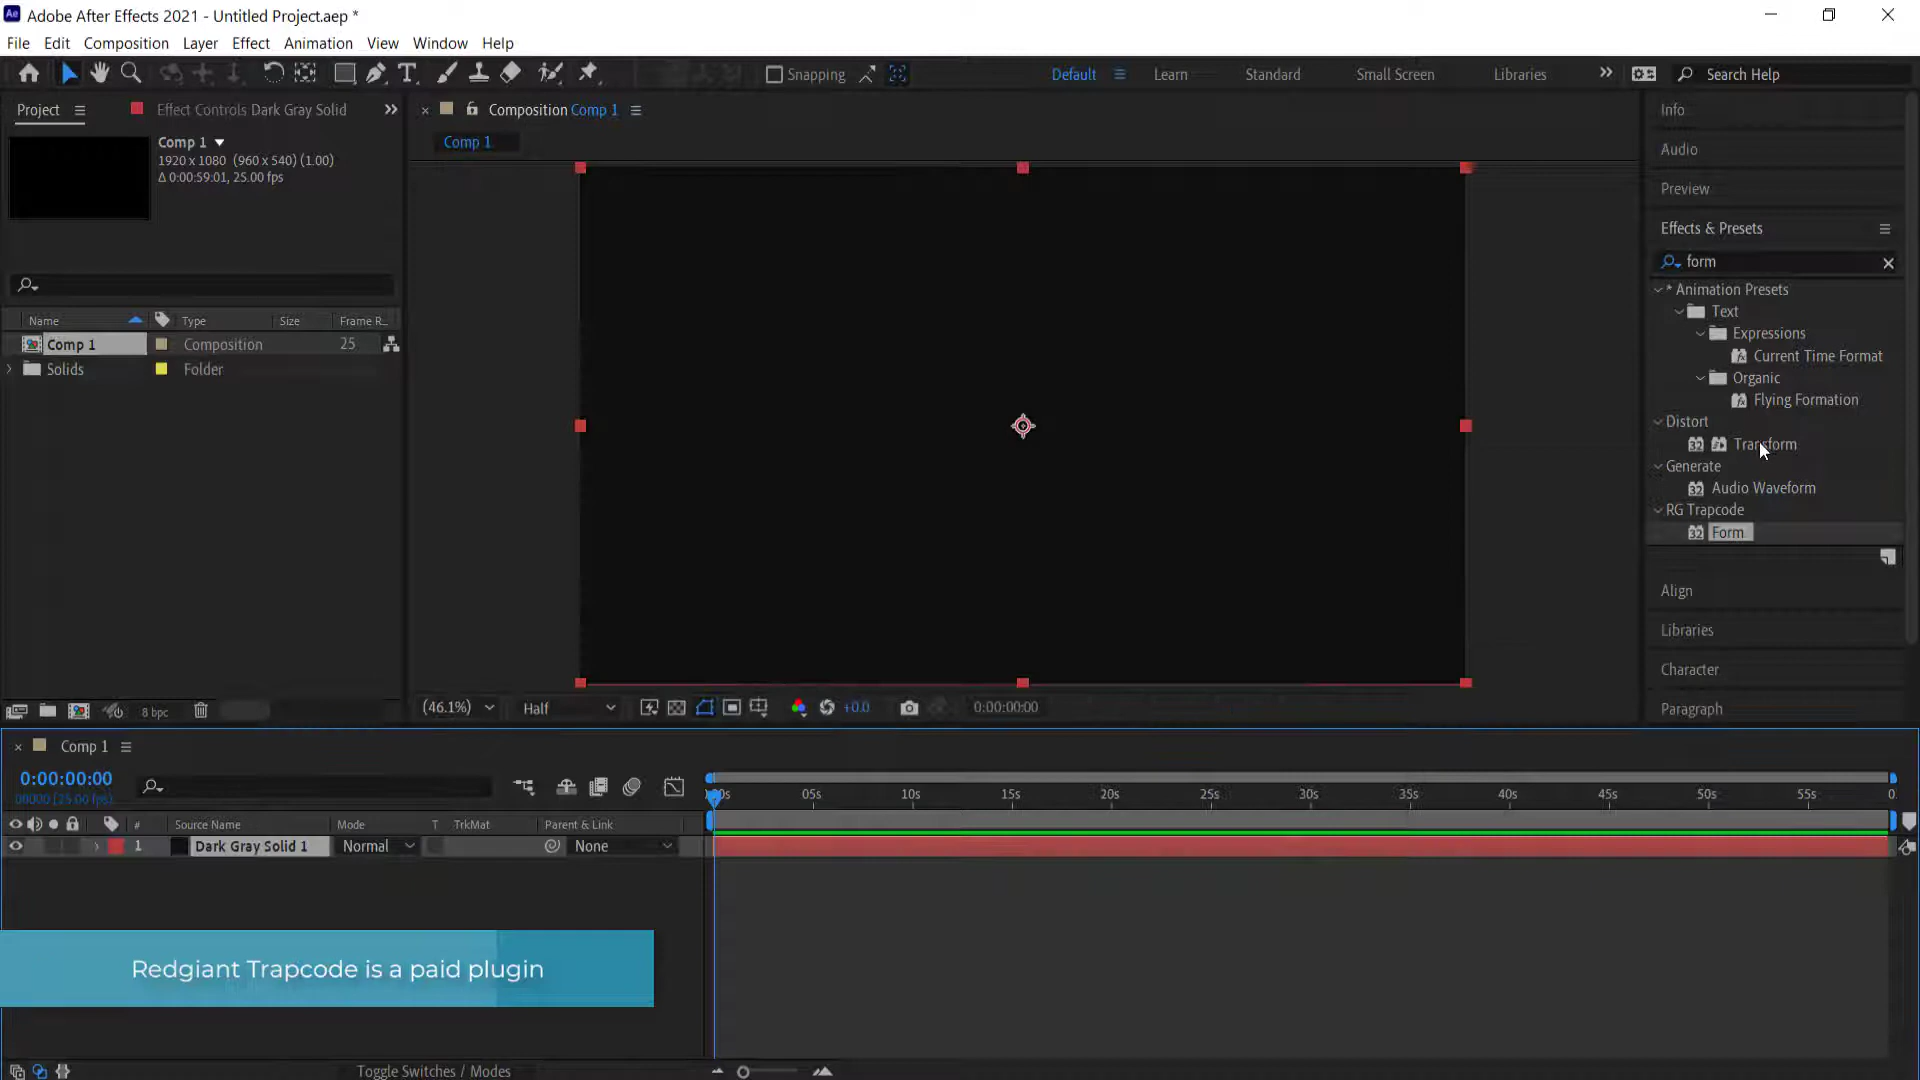 Adobe After Effects 2021 - Untitled Project.aep *
File Edit Composition Layer Effect Animation View Window Help
Snapping Default Learn Standard Small Screen Libraries Search Help
Project Effect Controls Dark Gray Solid
Comp 1
1920 x 1080 (960 x 540) (1.00)
Δ 0:00:59:01, 25.00 fps
Name Type Size Frame R...
Comp 1 Composition 25
Solids Folder
8 bpc
Composition Comp 1
Comp 1
(46.1%) Half +0.0 0:00:00:00
Info
Audio
Preview
Effects & Presets
form
* Animation Presets
Text
Expressions
Current Time Format
Organic
Flying Formation
Distort
32 Transform
Generate
32 Audio Waveform
RG Trapcode
32 Form
Align
Libraries
Character
Paragraph
Comp 1
0:00:00:00
00000 (25.00 fps)
05s 10s 15s 20s 25s 30s 35s 40s 45s 50s 55s
# Source Name Mode T TrkMat Parent & Link
1 Dark Gray Solid 1 Normal None
Redgiant Trapcode is a paid plugin
Toggle Switches / Modes